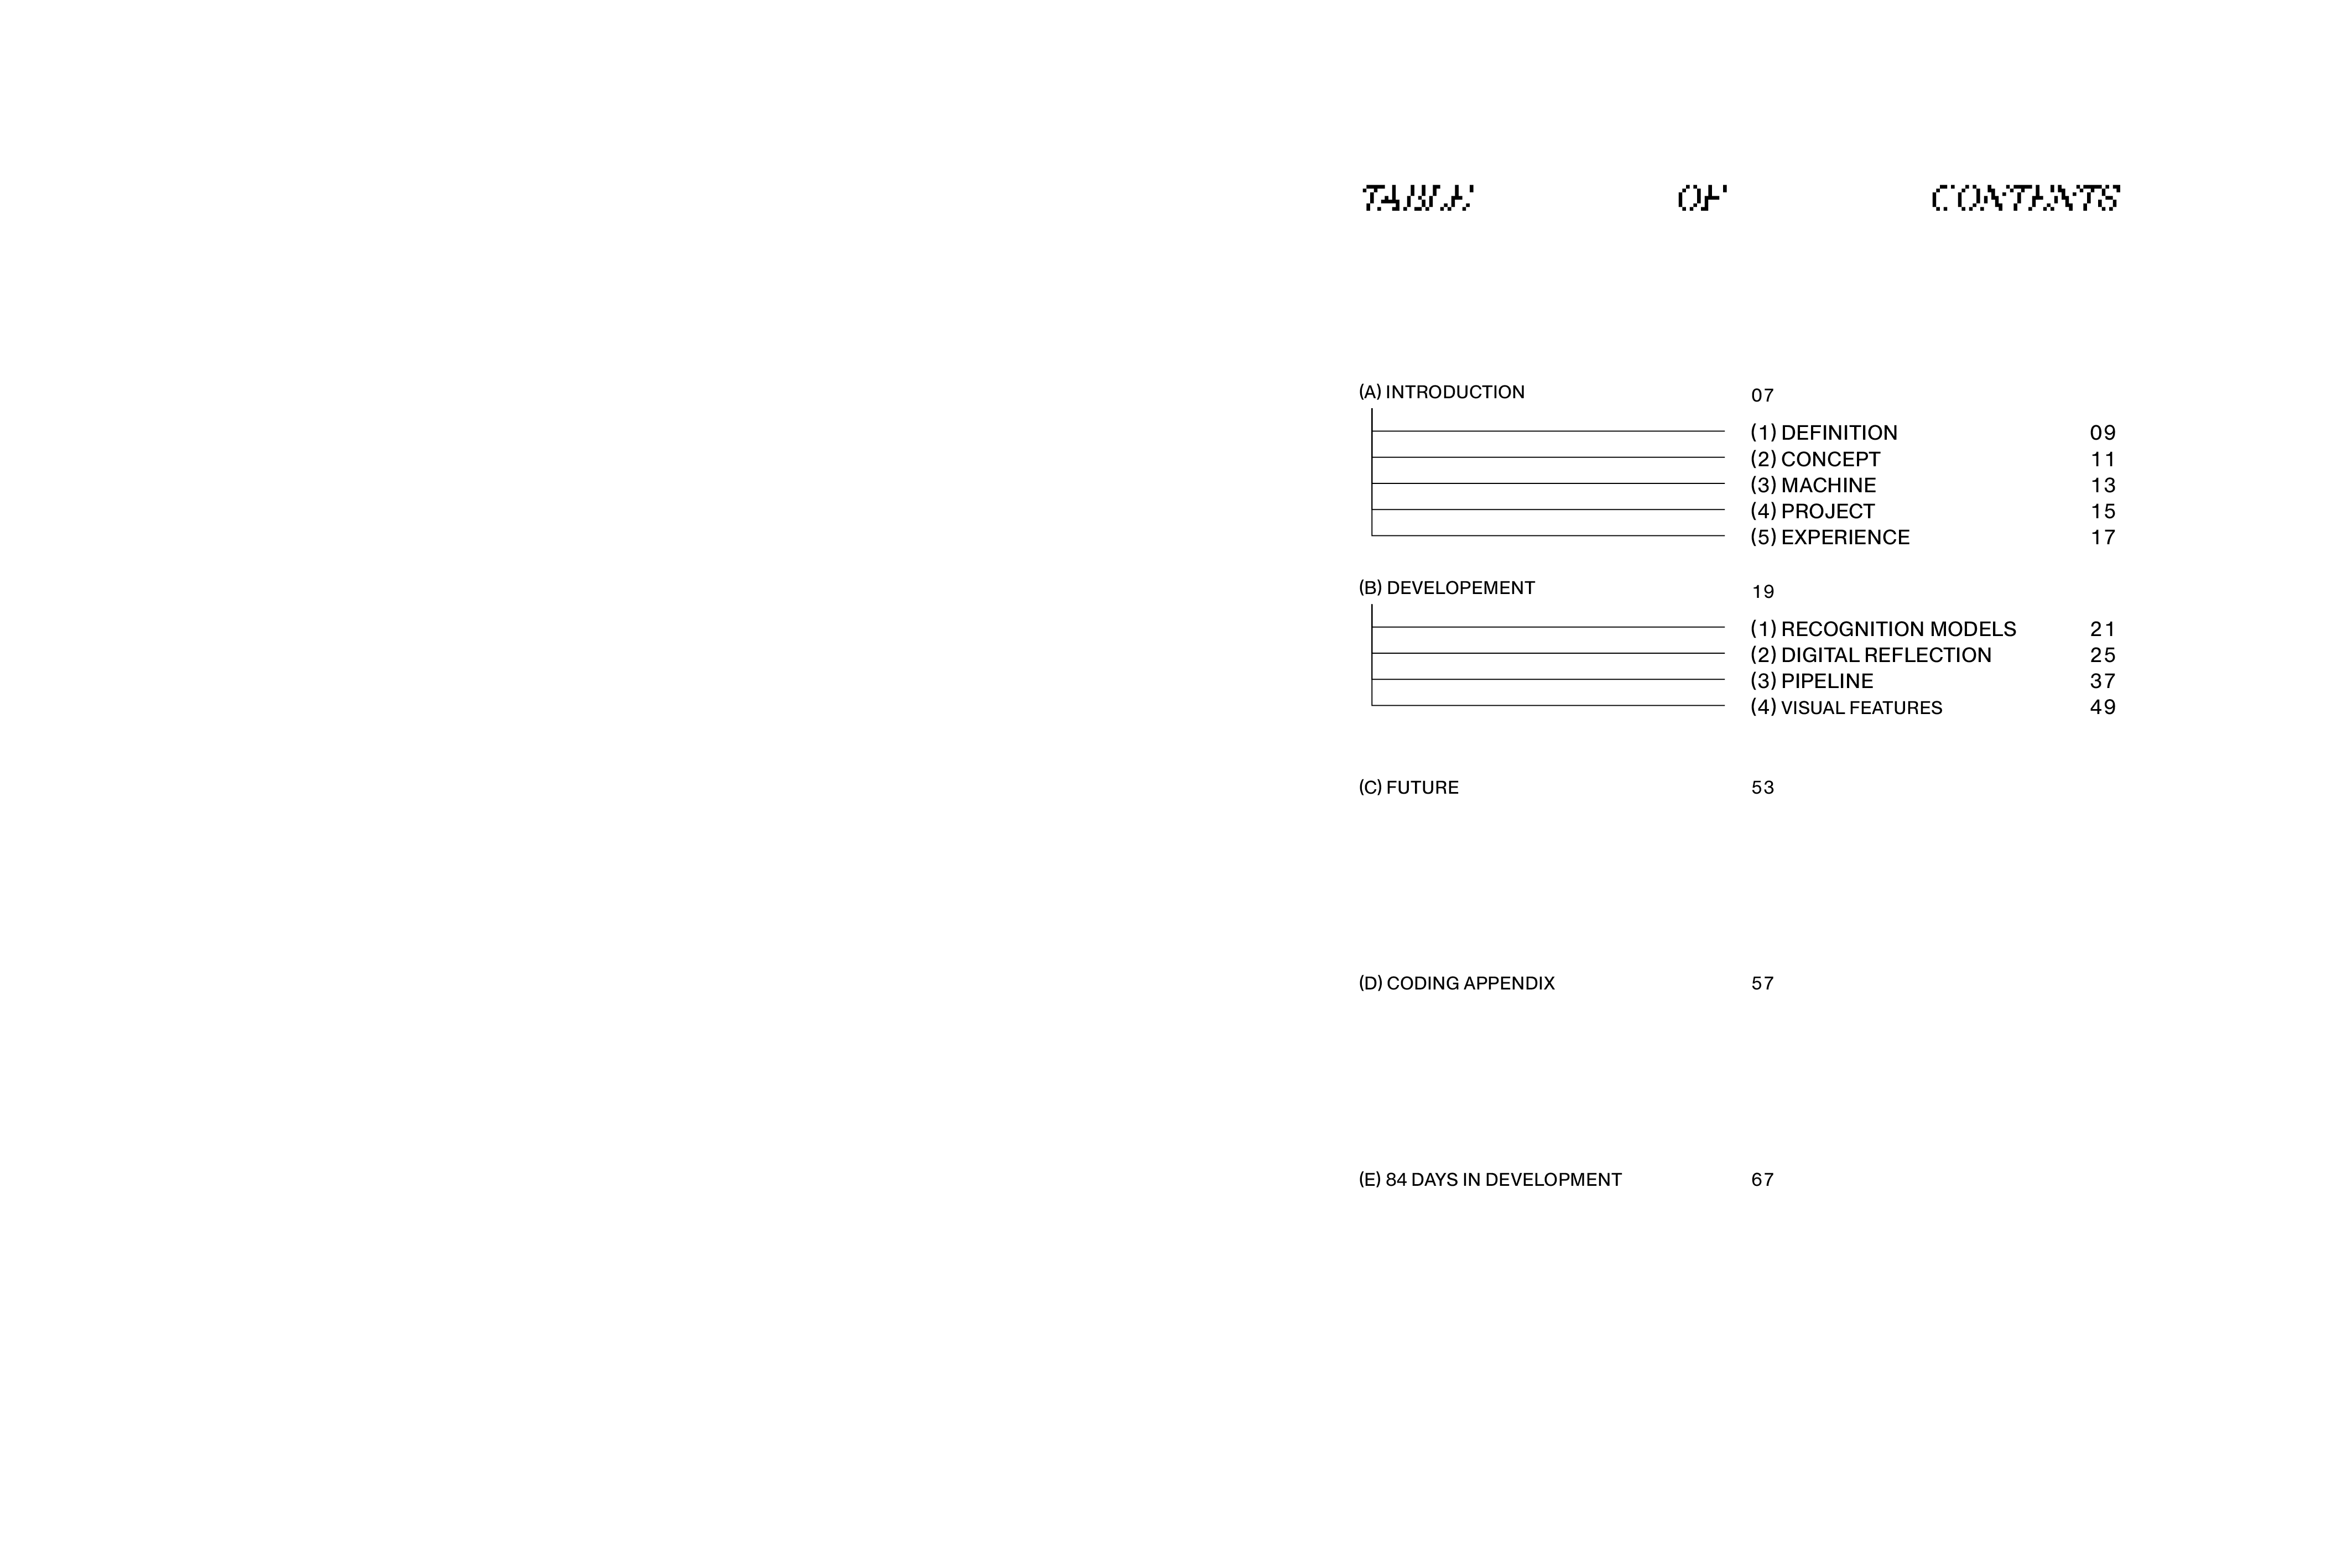 TABLE OF CONTENTS
(A) INTRODUCTION 07
(1) DEFINITION 09
(2) CONCEPT 11
(3) MACHINE 13
(4) PROJECT 15
(5) EXPERIENCE 17
(B) DEVELOPEMENT 19
(1) RECOGNITION MODELS 21
(2) DIGITAL REFLECTION 25
(3) PIPELINE 37
(4) VISUAL FEATURES 49
(C) FUTURE 53
(D) CODING APPENDIX 57
(E) 84 DAYS IN DEVELOPMENT 67